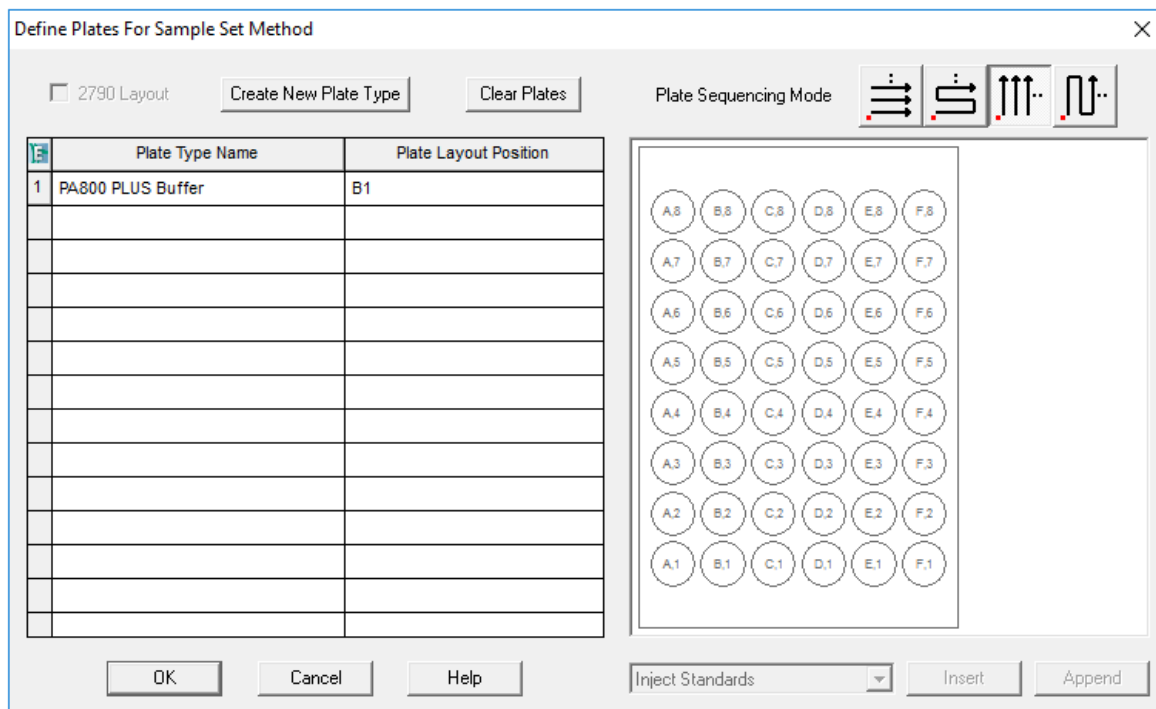 Define Plates For Sample Set Method
2790 Layout
Create New Plate Type
Clear Plates
Plate Sequencing Mode
Plate Type Name Plate Layout Position
1 PA800 PLUS Buffer B1
A,8 B,8 C,8 D,8 E,8 F,8
A,7 B,7 C,7 D,7 E,7 F,7
A,6 B,6 C,6 D,6 E,6 F,6
A,5 B,5 C,5 D,5 E,5 F,5
A,4 B,4 C,4 D,4 E,4 F,4
A,3 B,3 C,3 D,3 E,3 F,3
A,2 B,2 C,2 D,2 E,2 F,2
A,1 B,1 C,1 D,1 E,1 F,1
OK
Cancel
Help
Inject Standards
Insert
Append